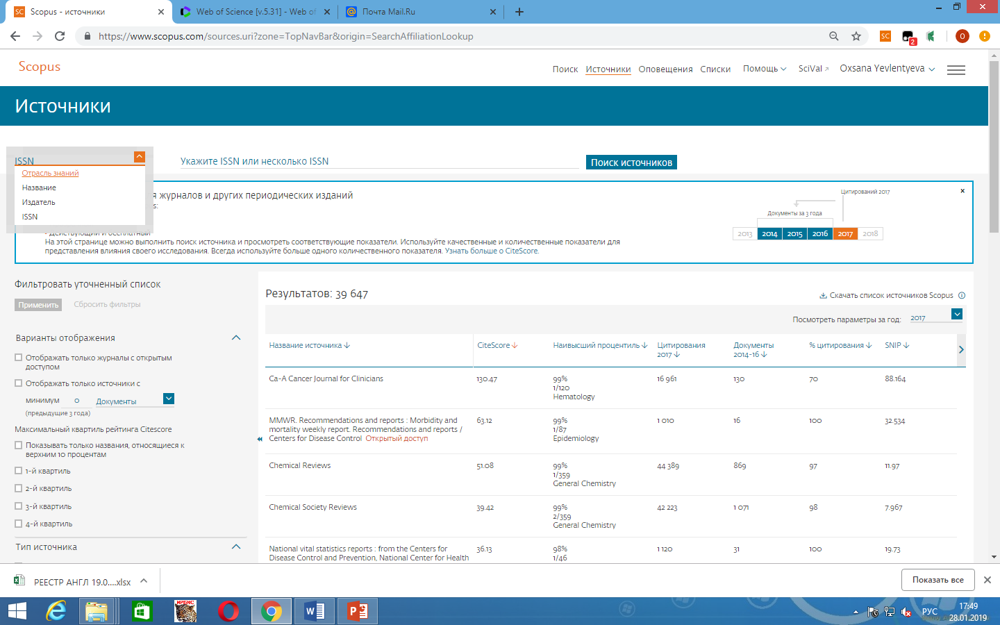 Scopus - источники
Web of Science [v.5.31] - Web of
Почта Mail.Ru
https://www.scopus.com/sources.uri?zone=TopNavBar&origin=SearchAffiliationLookup
SC
2
O
Scopus
Поиск Источники Оповещения Списки Помощь SciVal Oxsana Yevlentyeva
Источники
ISSN
Укажите ISSN или несколько ISSN
Поиск источников
Отрасль знаний
Название
Издатель
ISSN
я журналов и других периодических изданий
s:
- Действующий и бесплатный
На этой странице можно выполнить поиск источника и просмотреть соответствующие показатели. Используйте качественные и количественные показатели для
представления влияния своего исследования. Всегда используйте больше одного количественного показателя. Узнать больше о CiteScore.
Цитирований 2017
Документы за 3 года
2013 2014 2015 2016 2017 2018
Фильтровать уточненный список
Применить Сбросить фильтры
Варианты отображения
Отображать только журналы с открытым
доступом
Отображать только источники с
минимум 0 Документы
(предыдущие 3 года)
Максимальный квартиль рейтинга Citescore
Показывать только названия, относящиеся к
верхним 10 процентам
1-й квартиль
2-й квартиль
3-й квартиль
4-й квартиль
Тип источника
Результатов: 39 647
Скачать список источников Scopus
Посмотреть параметры за год: 2017
Название источника CiteScore Наивысший процентиль Цитирования 2017 Документы 2014-16 % цитирования SNIP
Ca-A Cancer Journal for Clinicians 130.47 99% 16 961 130 70 88.164
1/120
Hematology
MMWR. Recommendations and reports : Morbidity and 63.12 99% 1 010 16 100 32.534
mortality weekly report. Recommendations and reports / 1/87
Centers for Disease Control Открытый доступ Epidemiology
Chemical Reviews 51.08 99% 44 389 869 97 11.97
1/359
General Chemistry
Chemical Society Reviews 39.42 99% 42 223 1 071 98 7.967
2/359
General Chemistry
National vital statistics reports : from the Centers for 36.13 98% 1 120 31 100 19.73
Disease Control and Prevention, National Center for Health 1/46
РЕЕСТР АНГЛ 19.0....xlsx
Показать все
ИРБИС
РУС
17:49
28.01.2019